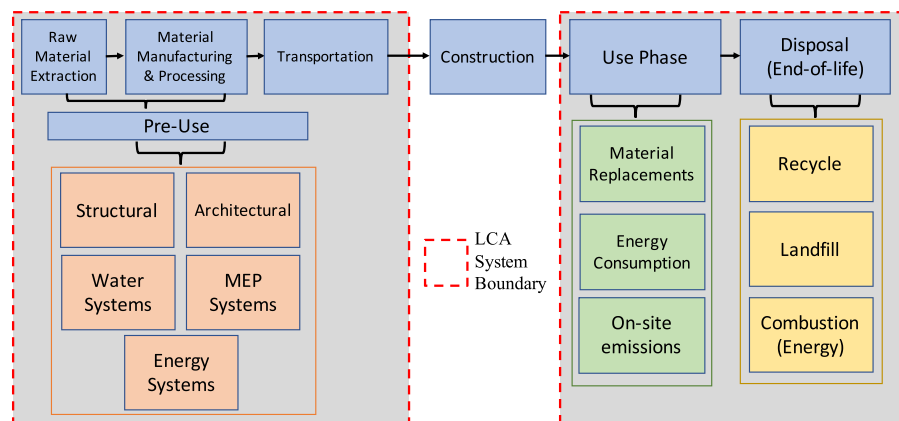 Raw
Material
Extraction
Material
Manufacturing
& Processing
Transportation
Construction
Use Phase
Disposal
(End-of-life)
Pre-Use
Structural
Architectural
Water
Systems
MEP
Systems
Energy
Systems
LCA
System
Boundary
Material
Replacements
Energy
Consumption
On-site
emissions
Recycle
Landfill
Combustion
(Energy)